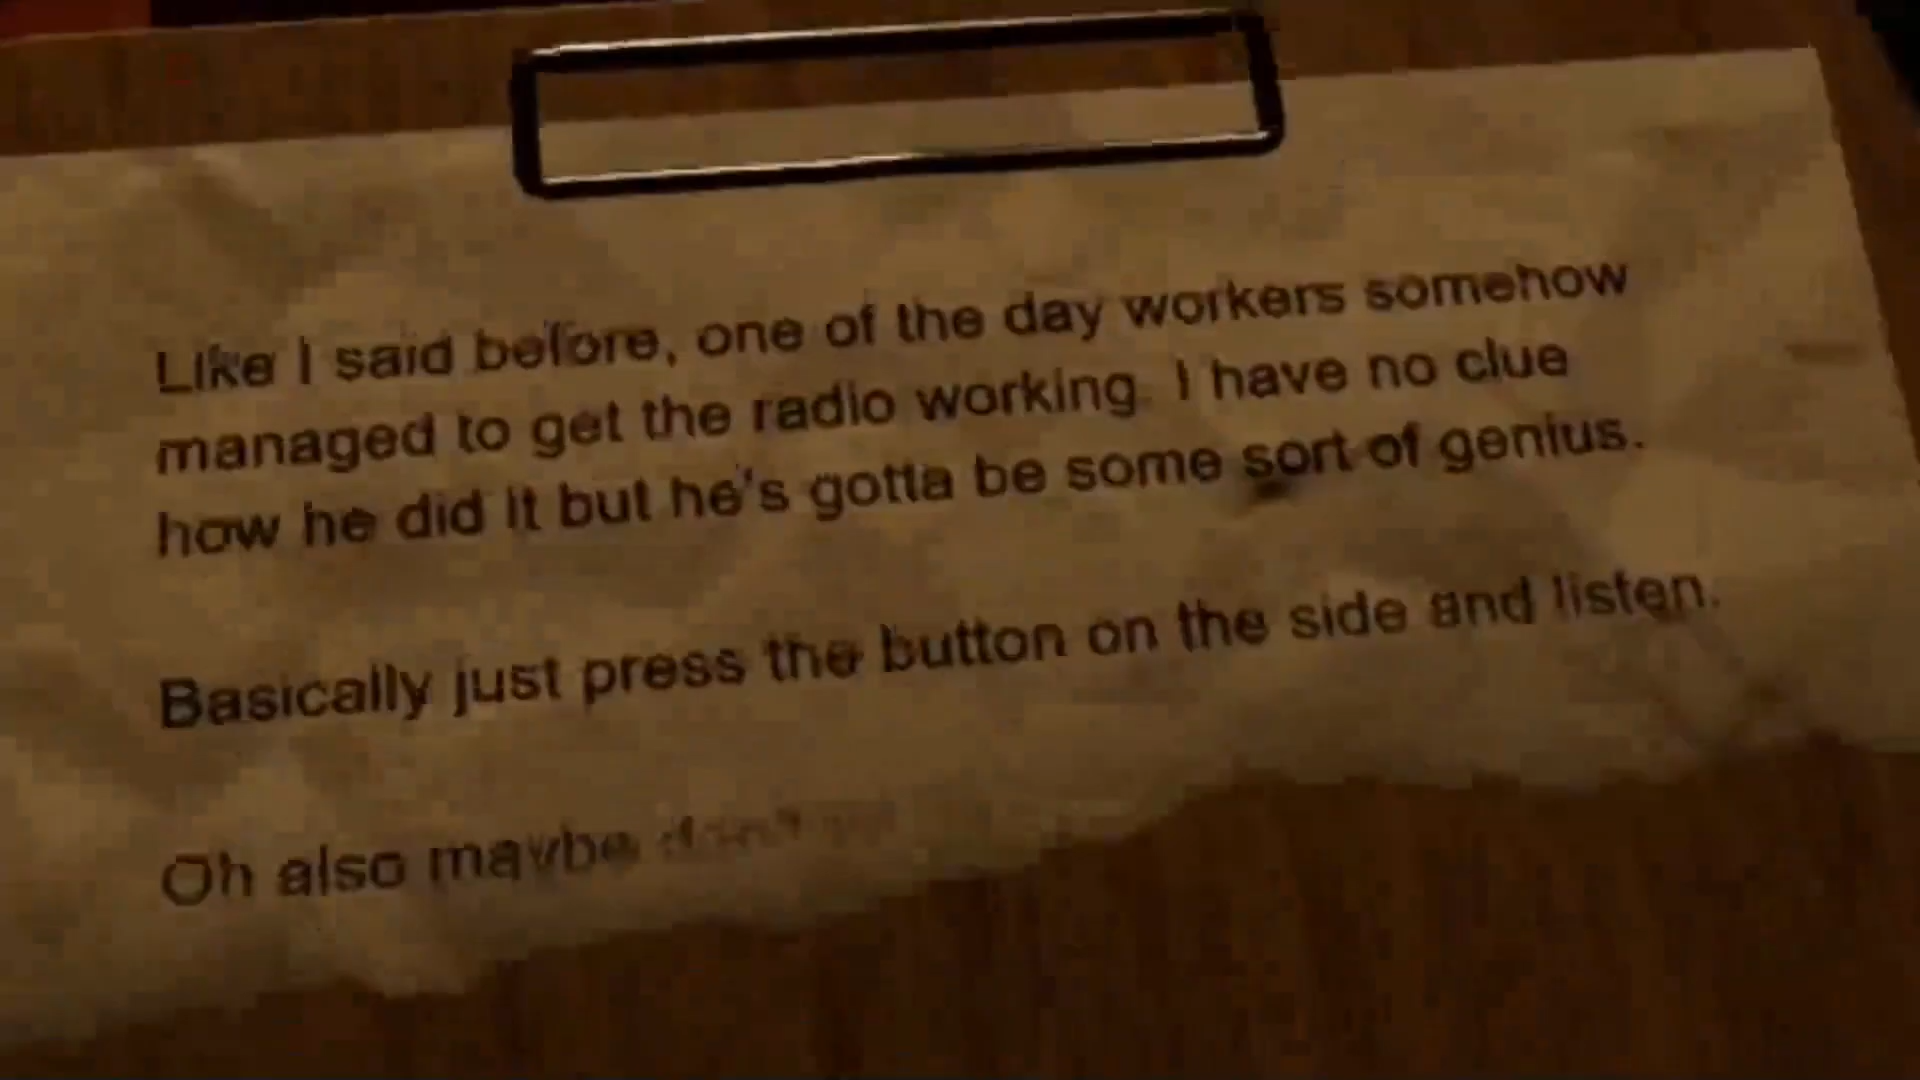 Like I said before, one of the day workers somehow
managed to get the radio working. I have no clue
how he did it but he's gotta be some sort of genius.
Basically just press the button on the side and listen.
Oh also maybe don't